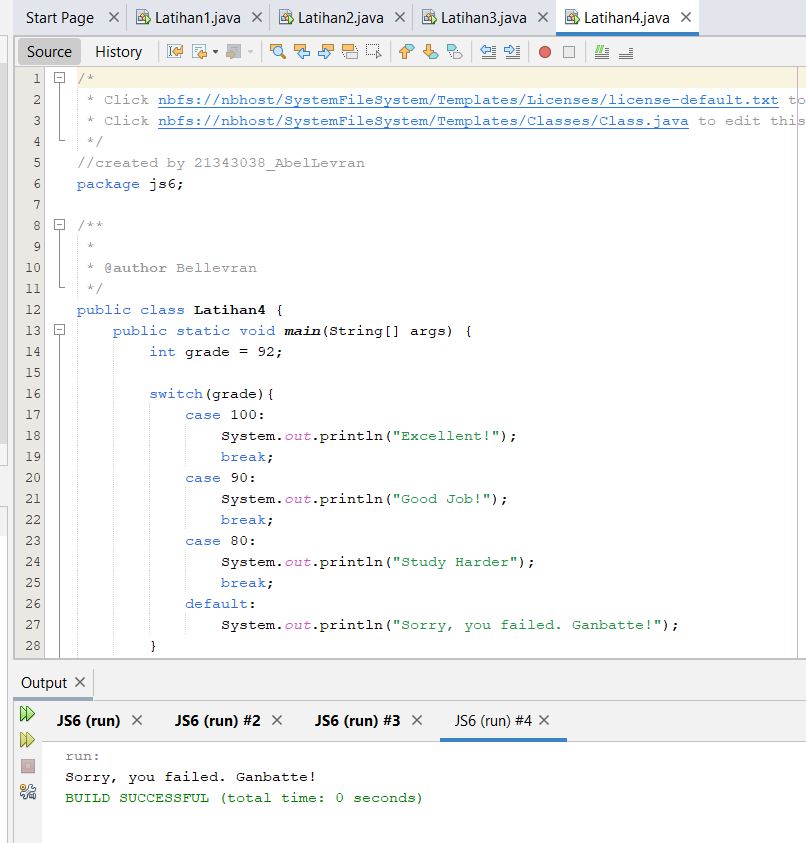 Start Page Latihan1.java Latihan2.java Latihan3.java Latihan4.java
Source History
1 /*
2 * Click nbfs://nbhost/SystemFileSystem/Templates/Licenses/license-default.txt to
3 * Click nbfs://nbhost/SystemFileSystem/Templates/Classes/Class.java to edit this
4 */
5 //created by 21343038_AbelLevran
6 package js6;
7
8 /**
9 *
10 * @author Bellevran
11 */
12 public class Latihan4 {
13 public static void main(String[] args) {
14 int grade = 92;
15
16 switch(grade){
17 case 100:
18 System.out.println("Excellent!");
19 break;
20 case 90:
21 System.out.println("Good Job!");
22 break;
23 case 80:
24 System.out.println("Study Harder");
25 break;
26 default:
27 System.out.println("Sorry, you failed. Ganbatte!");
28 }
Output
JS6 (run) JS6 (run) #2 JS6 (run) #3 JS6 (run) #4
run:
Sorry, you failed. Ganbatte!
BUILD SUCCESSFUL (total time: 0 seconds)